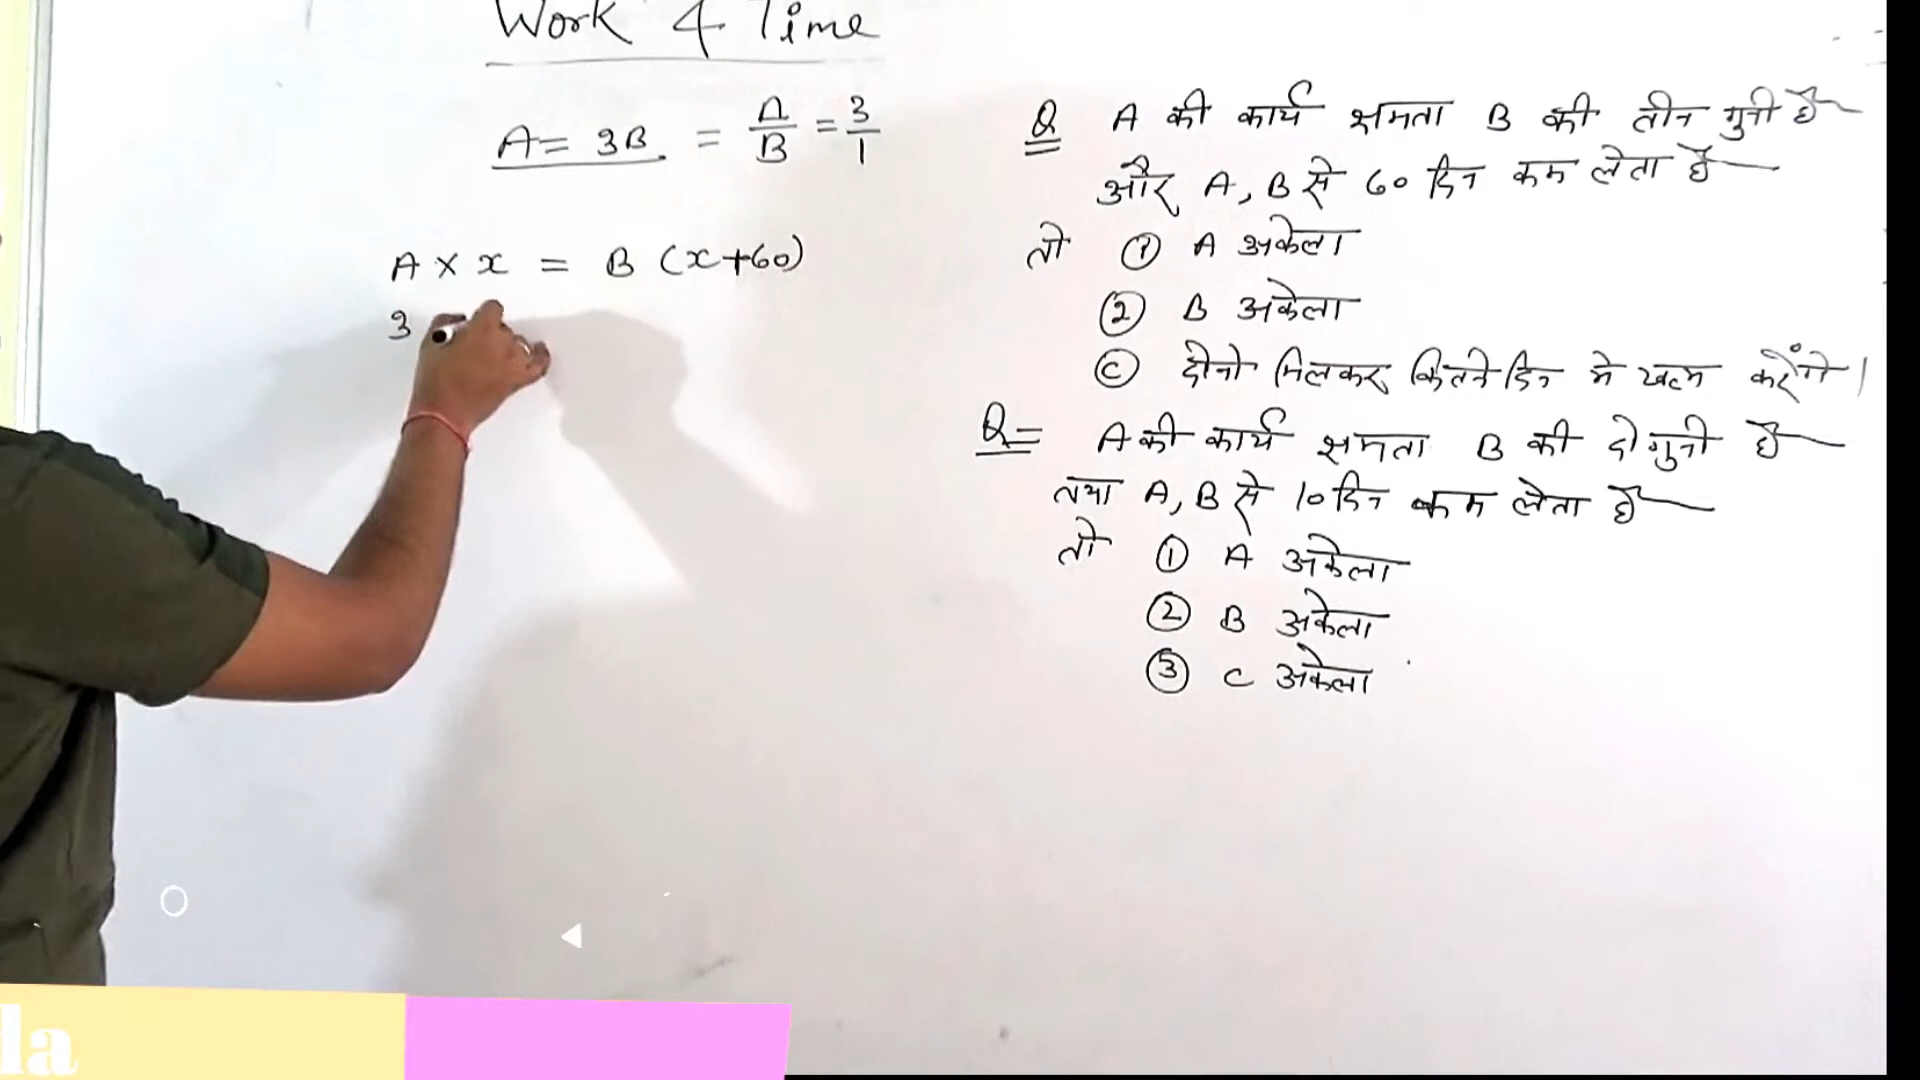 Work & Time
A = 3B = A/B = 3/1
A × x = B (x+60)
3
Q A की कार्य क्षमता B की तीन गुनी है
और A, B से 60 दिन कम लेता है
तो ① A अकेला
② B अकेला
Ⓒ दोनो मिलकर कितने दिन मे खत्म करेंगे।
Q = A की कार्य क्षमता B की दो गुनी है
तथा A, B से 10 दिन कम लेता है
तो ① A अकेला
② B अकेला
③ C अकेला
la